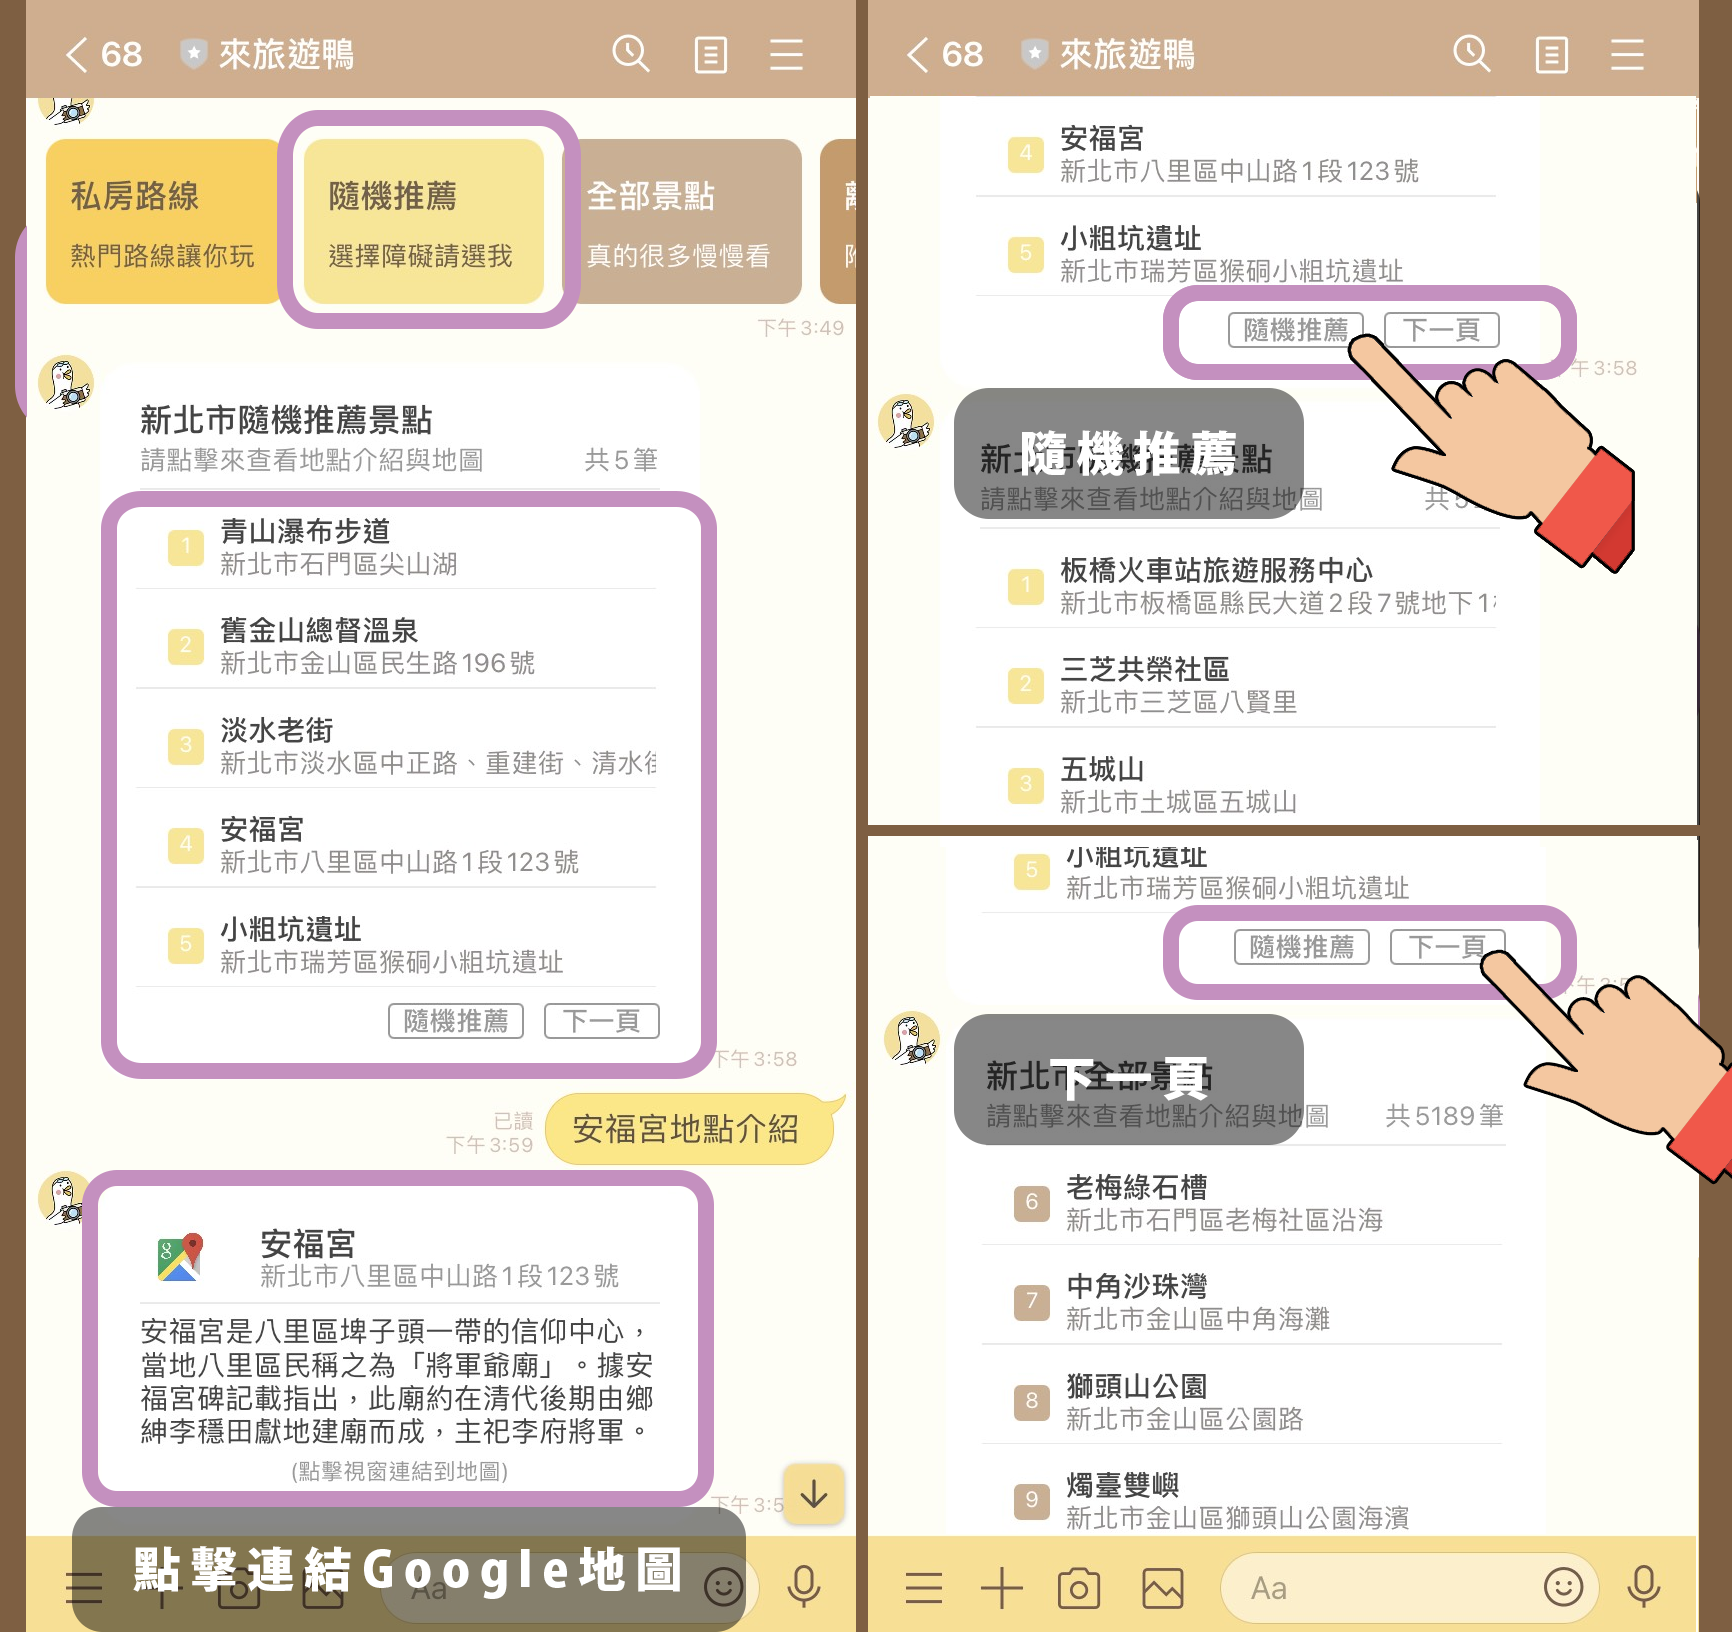 68 來旅遊鴨
私房路線
熱門路線讓你玩
隨機推薦
選擇障礙請選我
全部景點
真的很多慢慢看
下午3:49
新北市隨機推薦景點
請點擊來查看地點介紹與地圖 共5筆
1 青山瀑布步道
新北市石門區尖山湖
2 舊金山總督溫泉
新北市金山區民生路196號
3 淡水老街
新北市淡水區中正路、重建街、清水街
4 安福宮
新北市八里區中山路1段123號
5 小粗坑遺址
新北市瑞芳區猴硐小粗坑遺址
隨機推薦 下一頁
下午3:58
已讀
下午3:59
安福宮地點介紹
安福宮
新北市八里區中山路1段123號
安福宮是八里區埤子頭一帶的信仰中心，
當地八里區民稱之為「將軍爺廟」。據安
福宮碑記載指出，此廟約在清代後期由鄉
紳李穩田獻地建廟而成，主祀李府將軍。
(點擊視窗連結到地圖)
下午3:5
點擊連結Google地圖
Aa
68 來旅遊鴨
4 安福宮
新北市八里區中山路1段123號
5 小粗坑遺址
新北市瑞芳區猴硐小粗坑遺址
隨機推薦 下一頁
午3:58
隨機推薦
請點擊來查看地點介紹與地圖 共5
1 板橋火車站旅遊服務中心
新北市板橋區縣民大道2段7號地下1
2 三芝共榮社區
新北市三芝區八賢里
3 五城山
新北市土城區五城山
5 小粗坑遺址
新北市瑞芳區猴硐小粗坑遺址
隨機推薦 下一頁
下一頁
新北市全部景點
請點擊來查看地點介紹與地圖 共5189筆
6 老梅綠石槽
新北市石門區老梅社區沿海
7 中角沙珠灣
新北市金山區中角海灘
8 獅頭山公園
新北市金山區公園路
9 燭臺雙嶼
新北市金山區獅頭山公園海濱
Aa